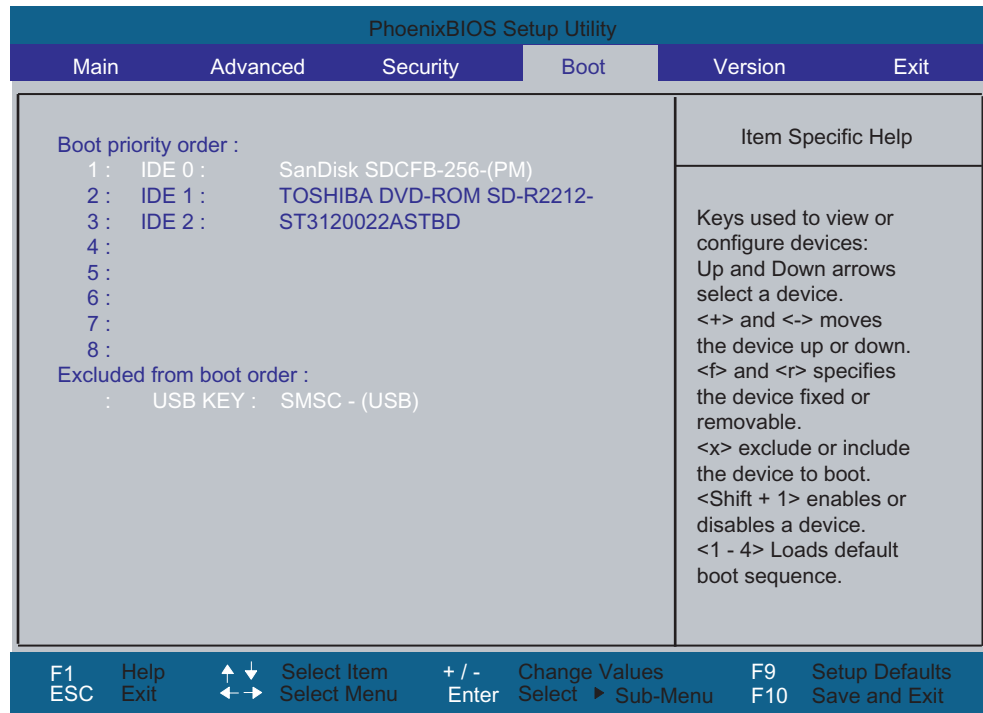 PhoenixBIOS Setup Utility
Main Advanced Security Boot Version Exit
Boot priority order :
1 : IDE 0 : SanDisk SDCFB-256-(PM)
2 : IDE 1 : TOSHIBA DVD-ROM SD-R2212-
3 : IDE 2 : ST3120022ASTBD
4 :
5 :
6 :
7 :
8 :
Excluded from boot order :
: USB KEY : SMSC - (USB)
Item Specific Help
Keys used to view or
configure devices:
Up and Down arrows
select a device.
<+> and <-> moves
the device up or down.
<f> and <r> specifies
the device fixed or
removable.
<x> exclude or include
the device to boot.
<Shift + 1> enables or
disables a device.
<1 - 4> Loads default
boot sequence.
F1 Help Select Item + / - Change Values F9 Setup Defaults
ESC Exit Select Menu Enter Select Sub-Menu F10 Save and Exit